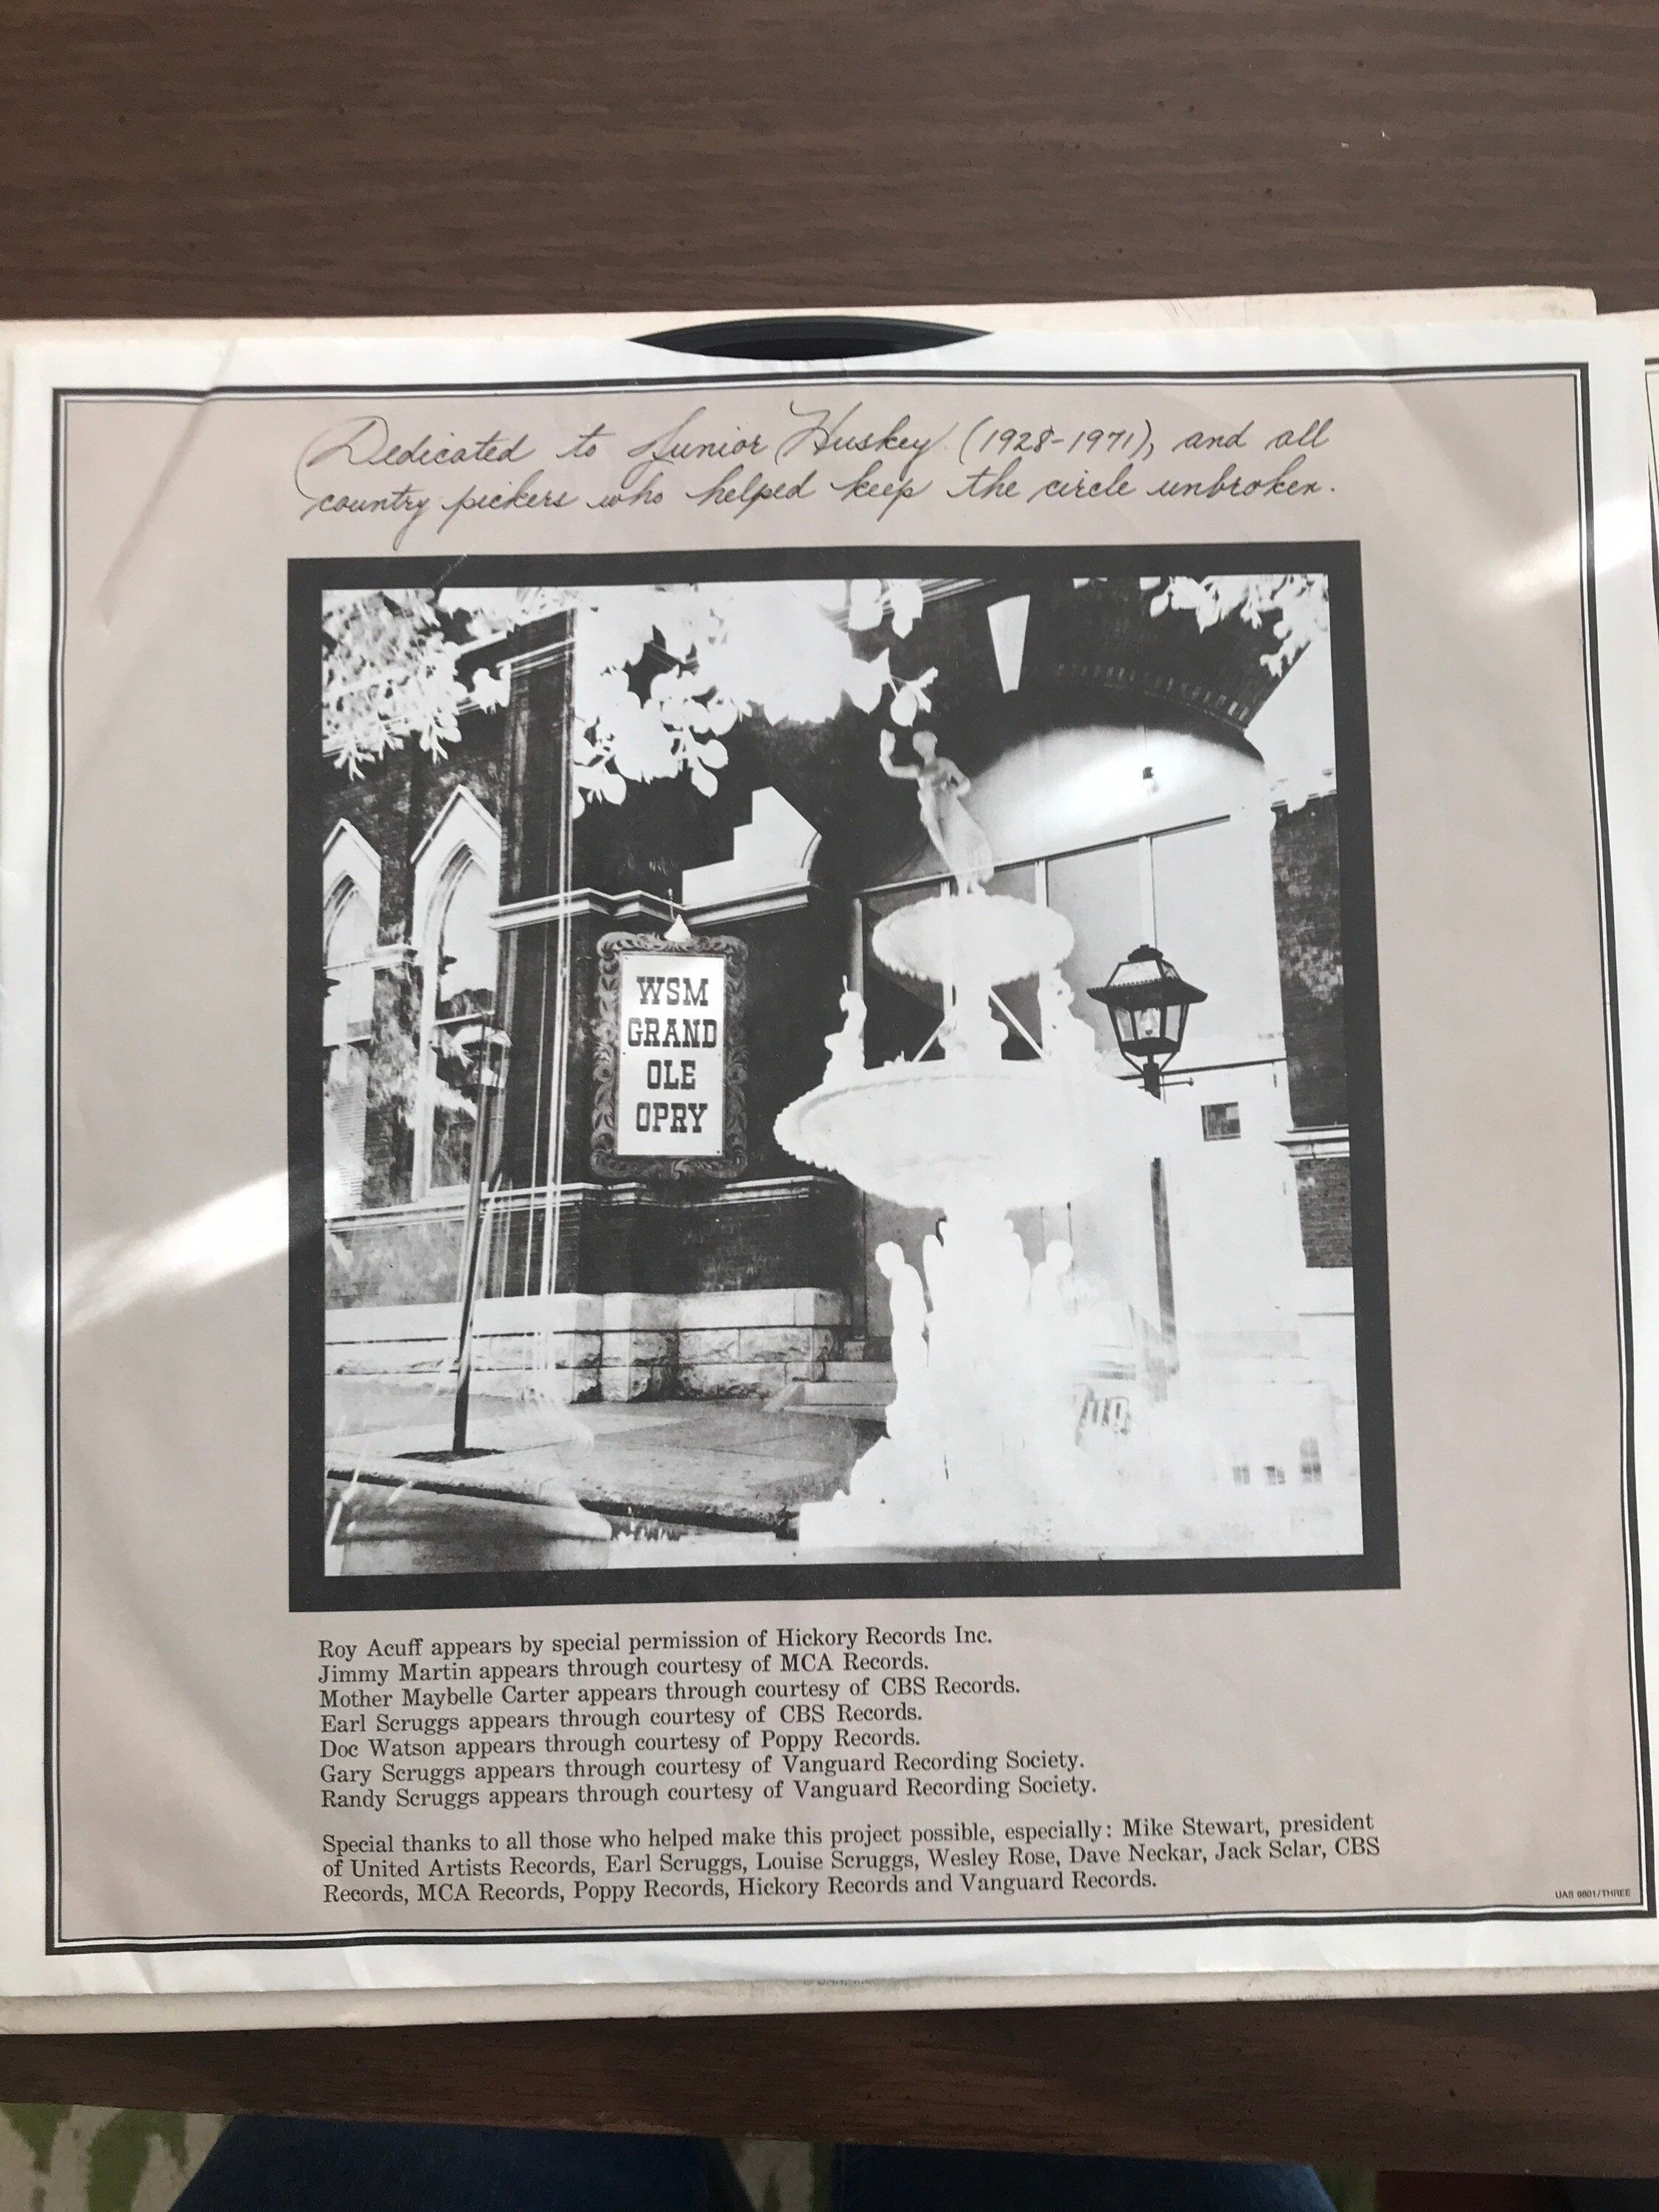 Dedicated to Junior Huskey (1928-1971), and all
country pickers who helped keep the circle unbroken.
WSM
GRAND
OLE
OPRY
Roy Acuff appears by special permission of Hickory Records Inc.
Jimmy Martin appears through courtesy of MCA Records.
Mother Maybelle Carter appears through courtesy of CBS Records.
Earl Scruggs appears through courtesy of CBS Records.
Doc Watson appears through courtesy of Poppy Records.
Gary Scruggs appears through courtesy of Vanguard Recording Society.
Randy Scruggs appears through courtesy of Vanguard Recording Society.
Special thanks to all those who helped make this project possible, especially: Mike Stewart, president
of United Artists Records, Earl Scruggs, Louise Scruggs, Wesley Rose, Dave Neckar, Jack Sclar, CBS
Records, MCA Records, Poppy Records, Hickory Records and Vanguard Records.
UAS 9801/THREE